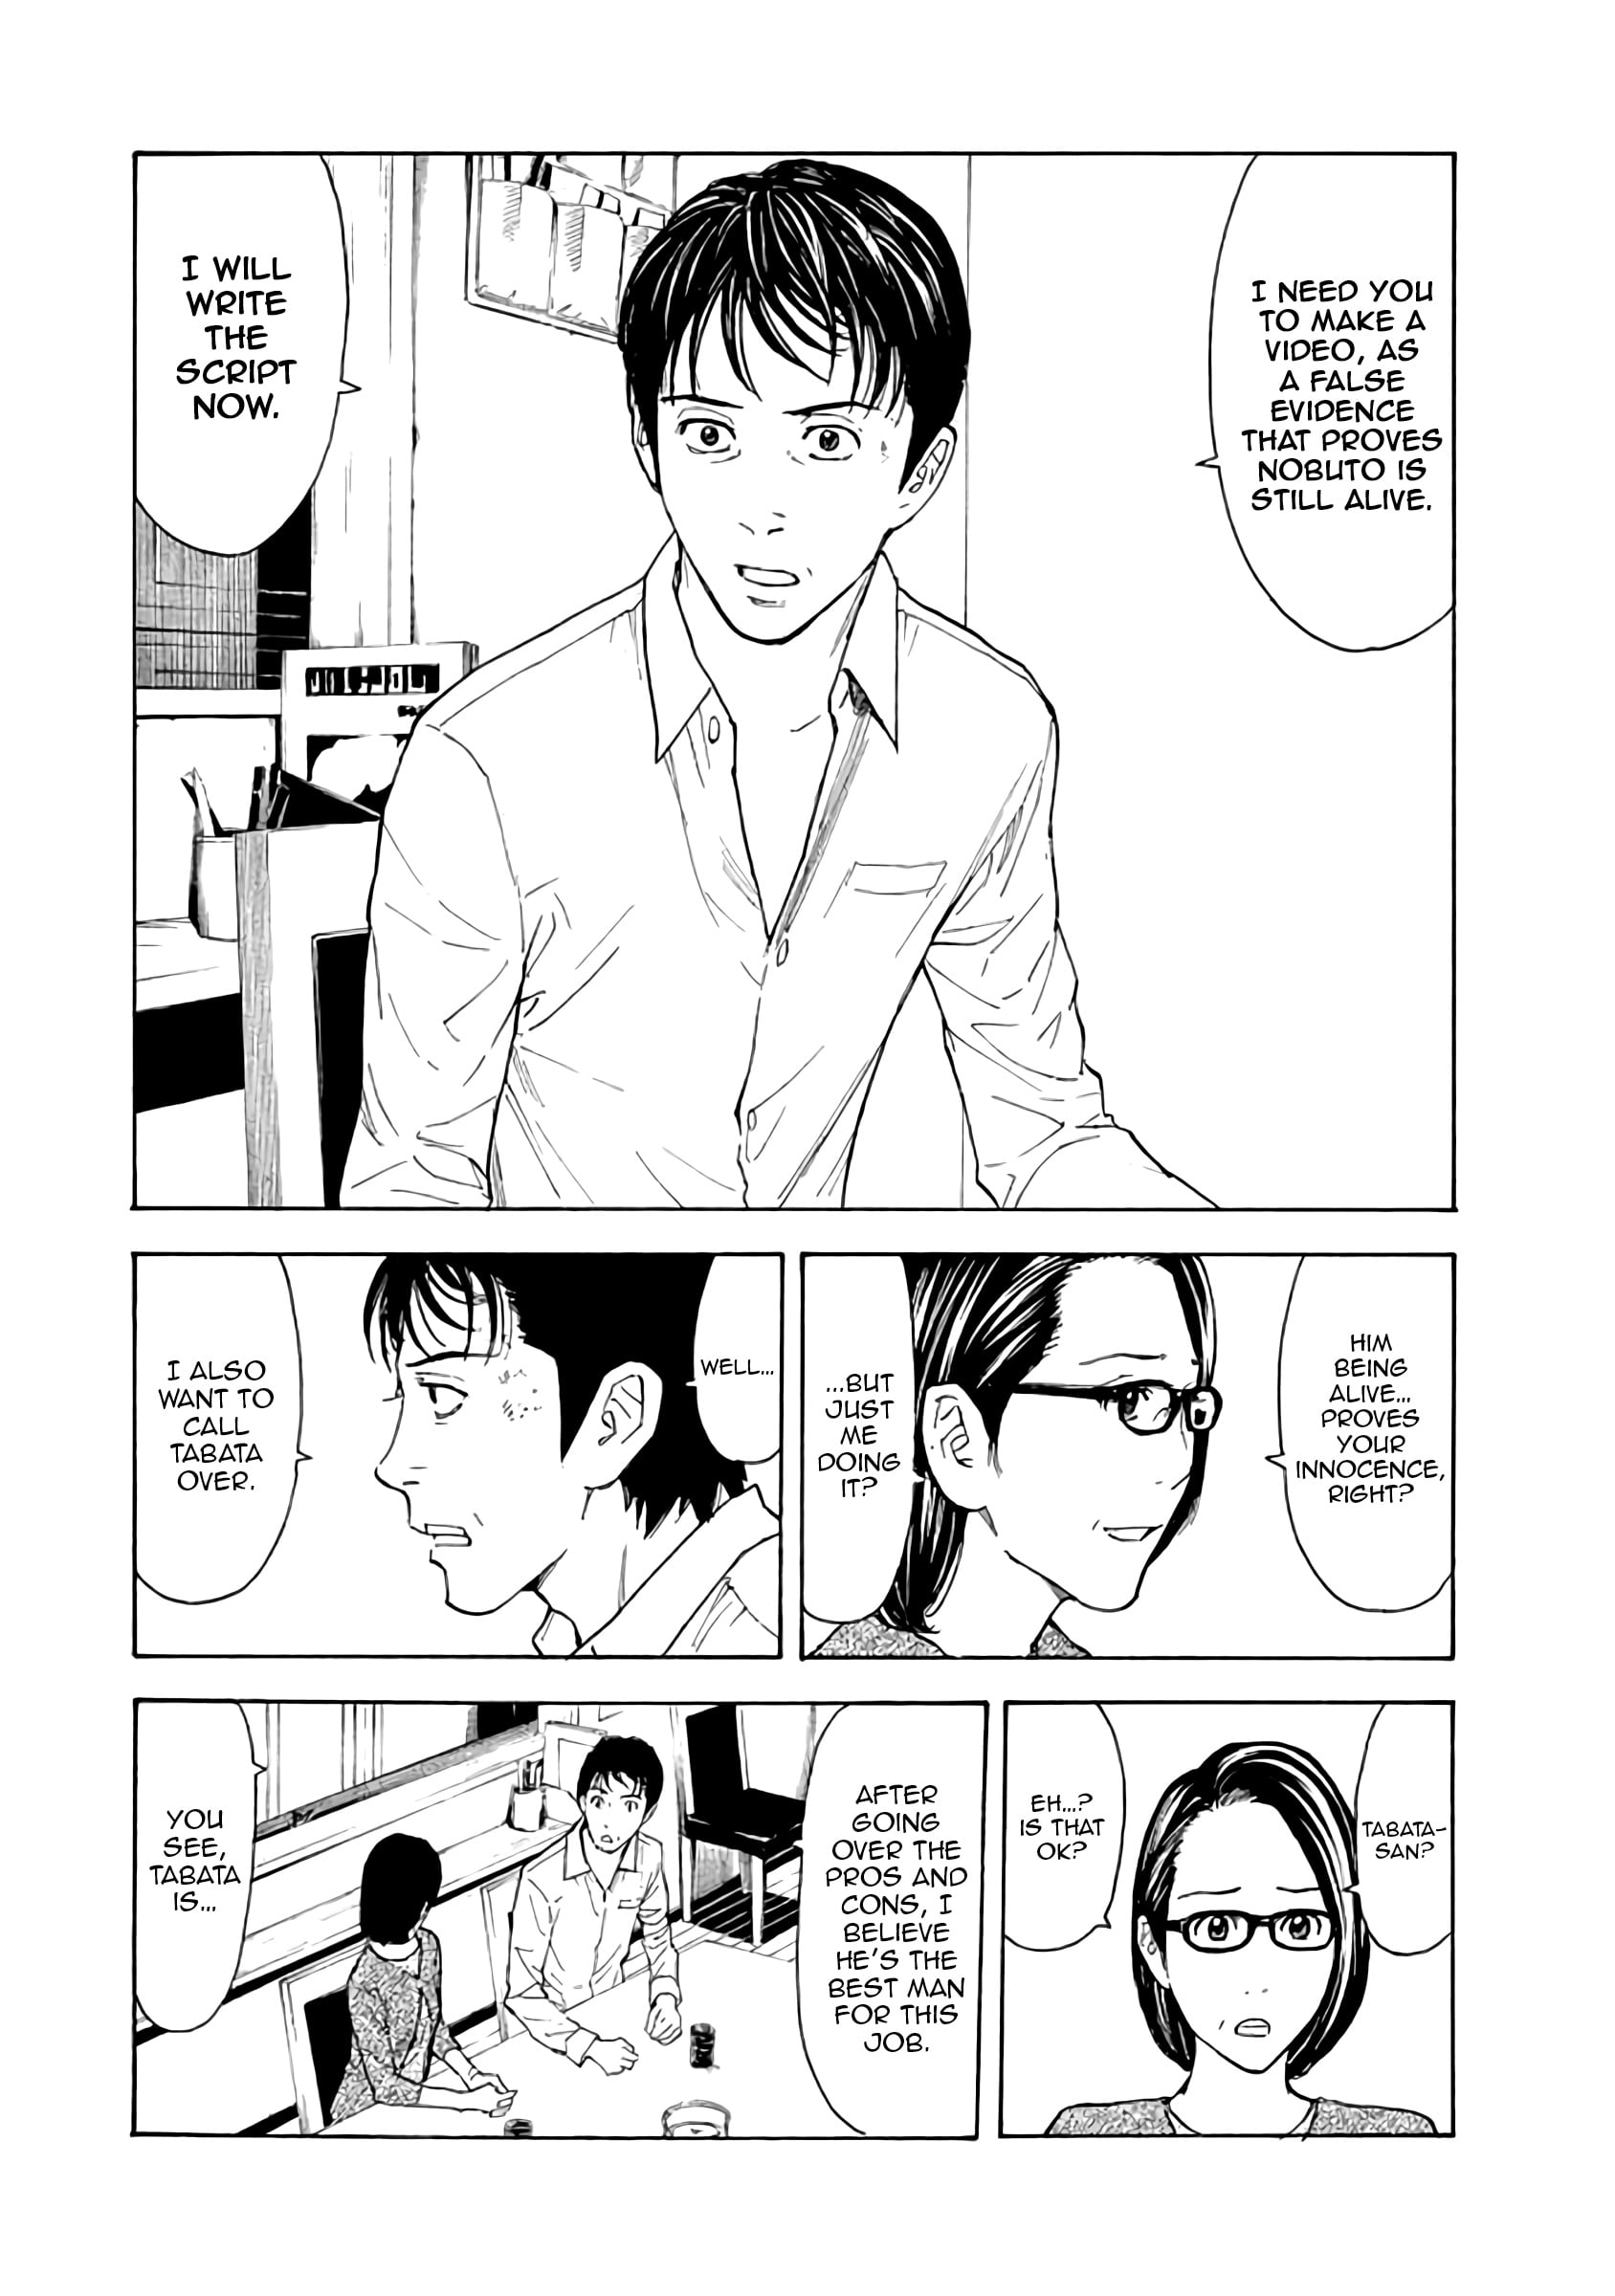 I NEED YOU
TO MAKE A
VIDEO, AS
A FALSE
EVIDENCE
THAT PROVES
NOBUTO IS
STILL ALIVE.
I WILL
WRITE
THE
SCRIPT
NOW.
HIM
BEING
ALIVE...
PROVES
YOUR
INNOCENCE,
RIGHT?
...BUT
JUST
ME
DOING
IT?
WELL...
I ALSO
WANT TO
CALL
TABATA
OVER.
TABATA-
SAN?
EH...?
IS THAT
OK?
AFTER
GOING
OVER THE
PROS AND
CONS, I
BELIEVE
HE'S THE
BEST MAN
FOR THIS
JOB.
YOU
SEE,
TABATA
IS...